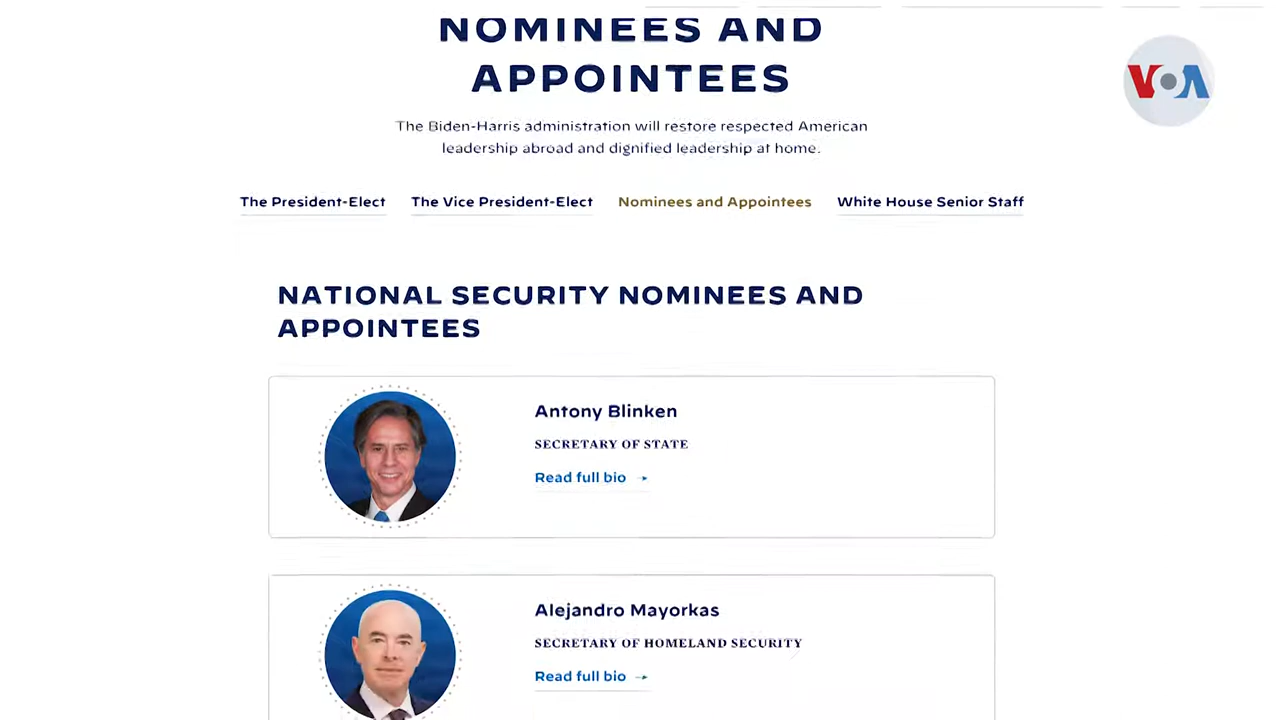 NOMINEES AND
APPOINTEES
VOA
The Biden-Harris administration will restore respected American
leadership abroad and dignified leadership at home.
The President-Elect The Vice President-Elect Nominees and Appointees White House Senior Staff
NATIONAL SECURITY NOMINEES AND
APPOINTEES
Antony Blinken
SECRETARY OF STATE
Read full bio →
Alejandro Mayorkas
SECRETARY OF HOMELAND SECURITY
Read full bio →